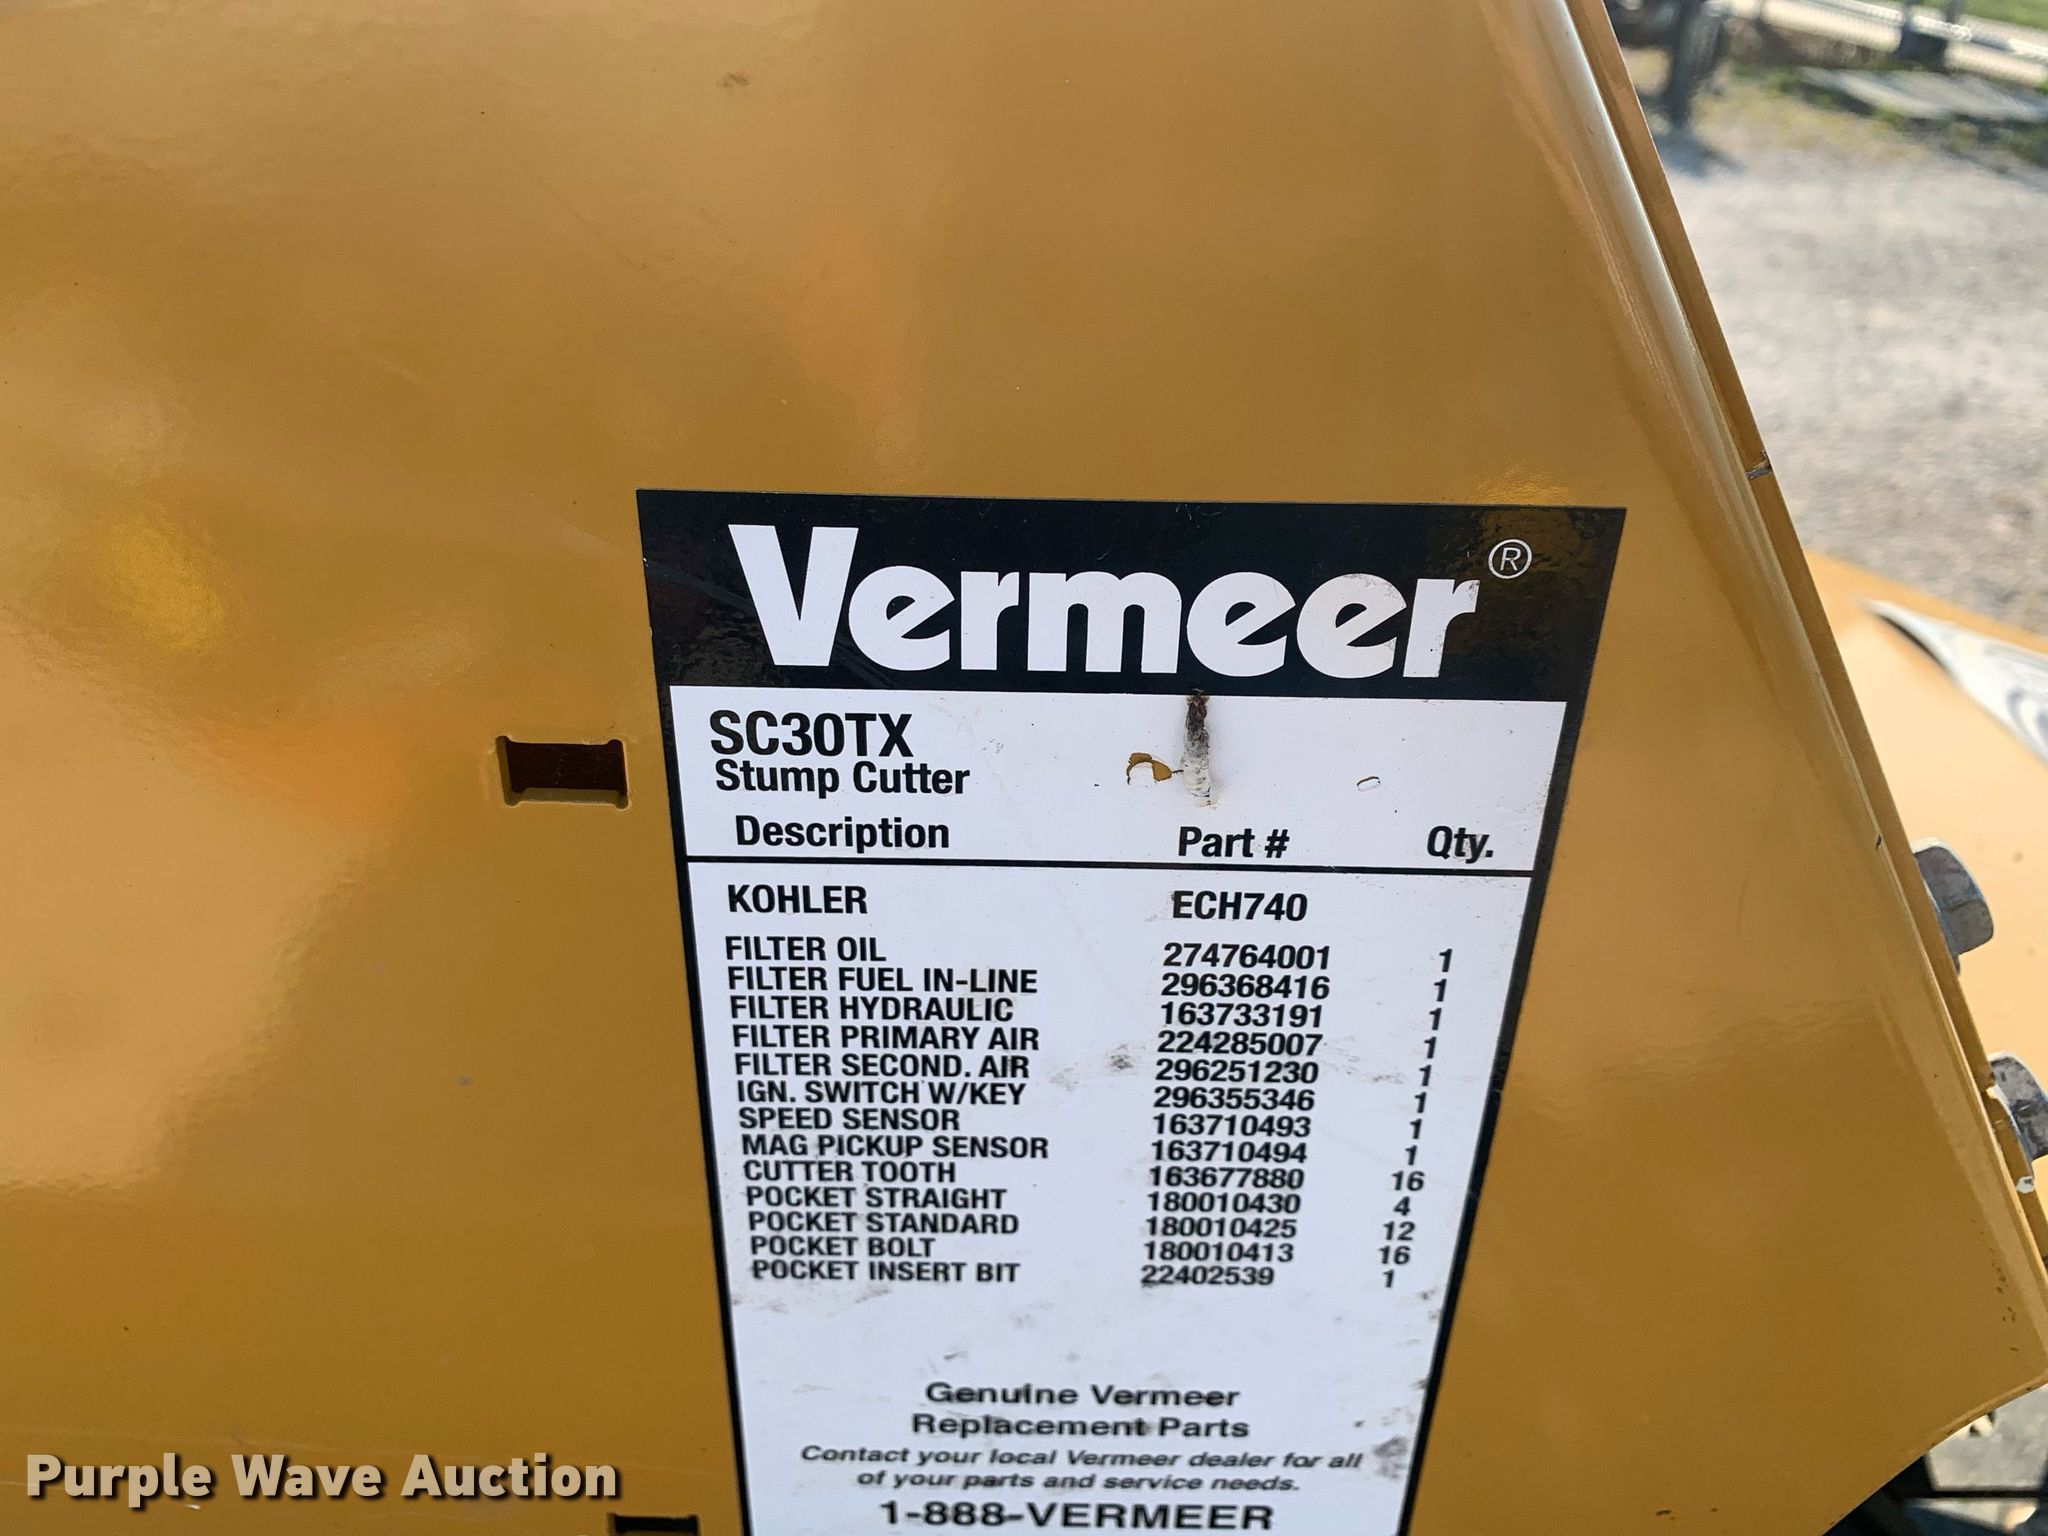 Vermeer®
SC30TX
Stump Cutter
Description Part # Qty.
KOHLER ECH740
FILTER OIL 274764001 1
FILTER FUEL IN-LINE 296368416 1
FILTER HYDRAULIC 163733191 1
FILTER PRIMARY AIR 224285007 1
FILTER SECOND. AIR 296251230 1
IGN. SWITCH W/KEY 296355346 1
SPEED SENSOR 163710493 1
MAG PICKUP SENSOR 163710494 1
CUTTER TOOTH 163677880 16
POCKET STRAIGHT 180010430 4
POCKET STANDARD 180010425 12
POCKET BOLT 180010413 16
POCKET INSERT BIT 22402539 1
Genuine Vermeer
Replacement Parts
Contact your local Vermeer dealer for all
of your parts and service needs.
1-888-VERMEER
Purple Wave Auction